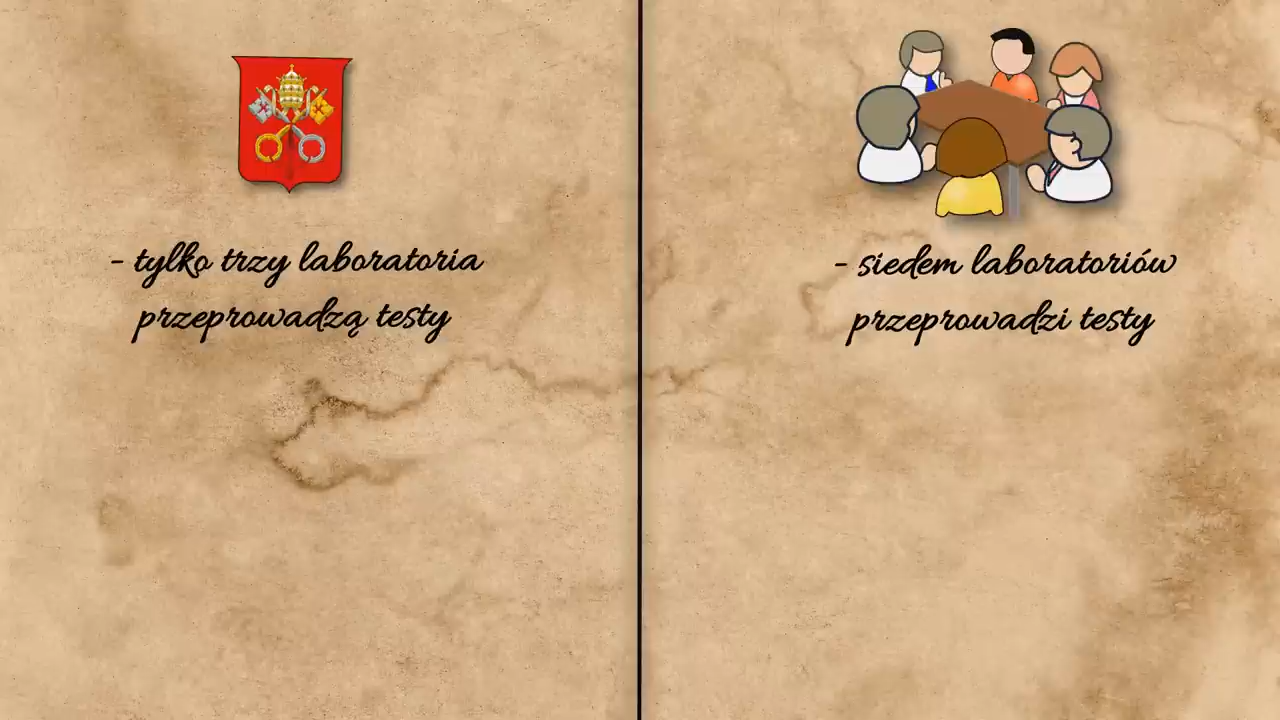 - tylko trzy laboratoria
przeprowadzą testy
- siedem laboratoriów
przeprowadzi testy